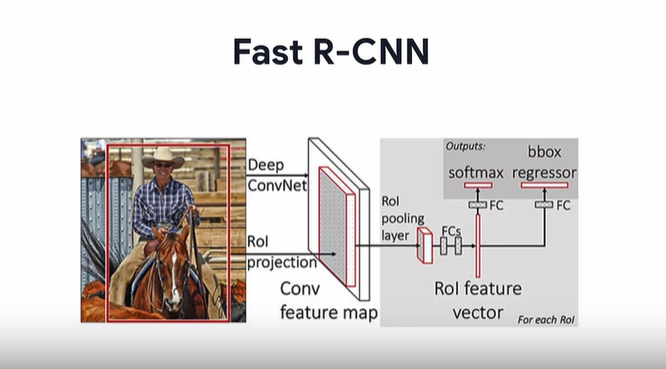 Fast R-CNN
Deep
ConvNet
RoI
projection
Conv
feature map
RoI
pooling
layer
FCs
RoI feature
vector
Outputs:
softmax
bbox
regressor
FC
FC
For each RoI